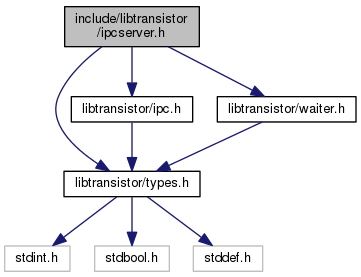 include/libtransistor
/ipcserver.h
libtransistor/ipc.h
libtransistor/waiter.h
libtransistor/types.h
stdint.h
stdbool.h
stddef.h